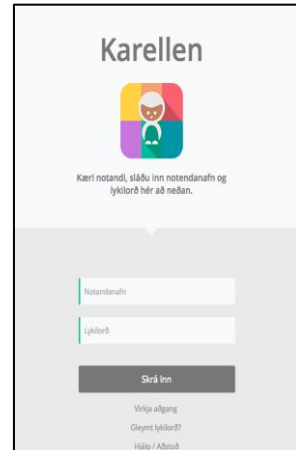 Karellen
Kæri notandi, sláðu inn notendanafn og
lykilorð hér að neðan.
Notandanafn
Lykilorð
Skrá Inn
Virkja aðgang
Gleymt lykilorð?
Hjálp / Aðstoð